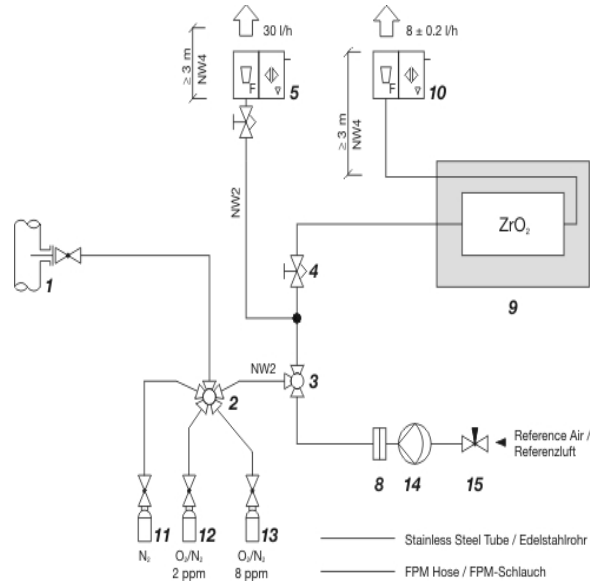 30 l/h
8 ± 0.2 l/h
≥ 3 m
NW4
F
5
≥ 3 m
NW4
F
10
NW2
ZrO₂
1
4
9
NW2
3
2
Reference Air /
Referenzluft
8
14
15
11
12
13
N₂
O₂/N₂
2 ppm
O₂/N₂
8 ppm
Stainless Steel Tube / Edelstahlrohr
FPM Hose / FPM-Schlauch